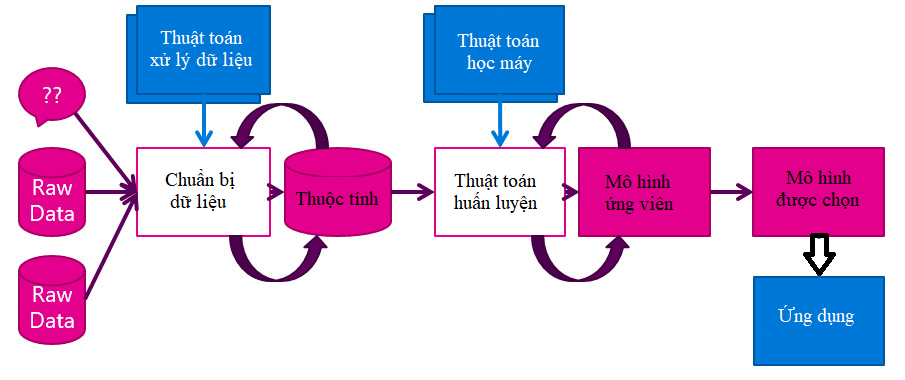 Thuật toán
xử lý dữ liệu
Thuật toán
học máy
??
Raw
Data
Raw
Data
Chuẩn bị
dữ liệu
Thuộc tính
Thuật toán
huấn luyện
Mô hình
ứng viên
Mô hình
được chọn
Ứng dụng